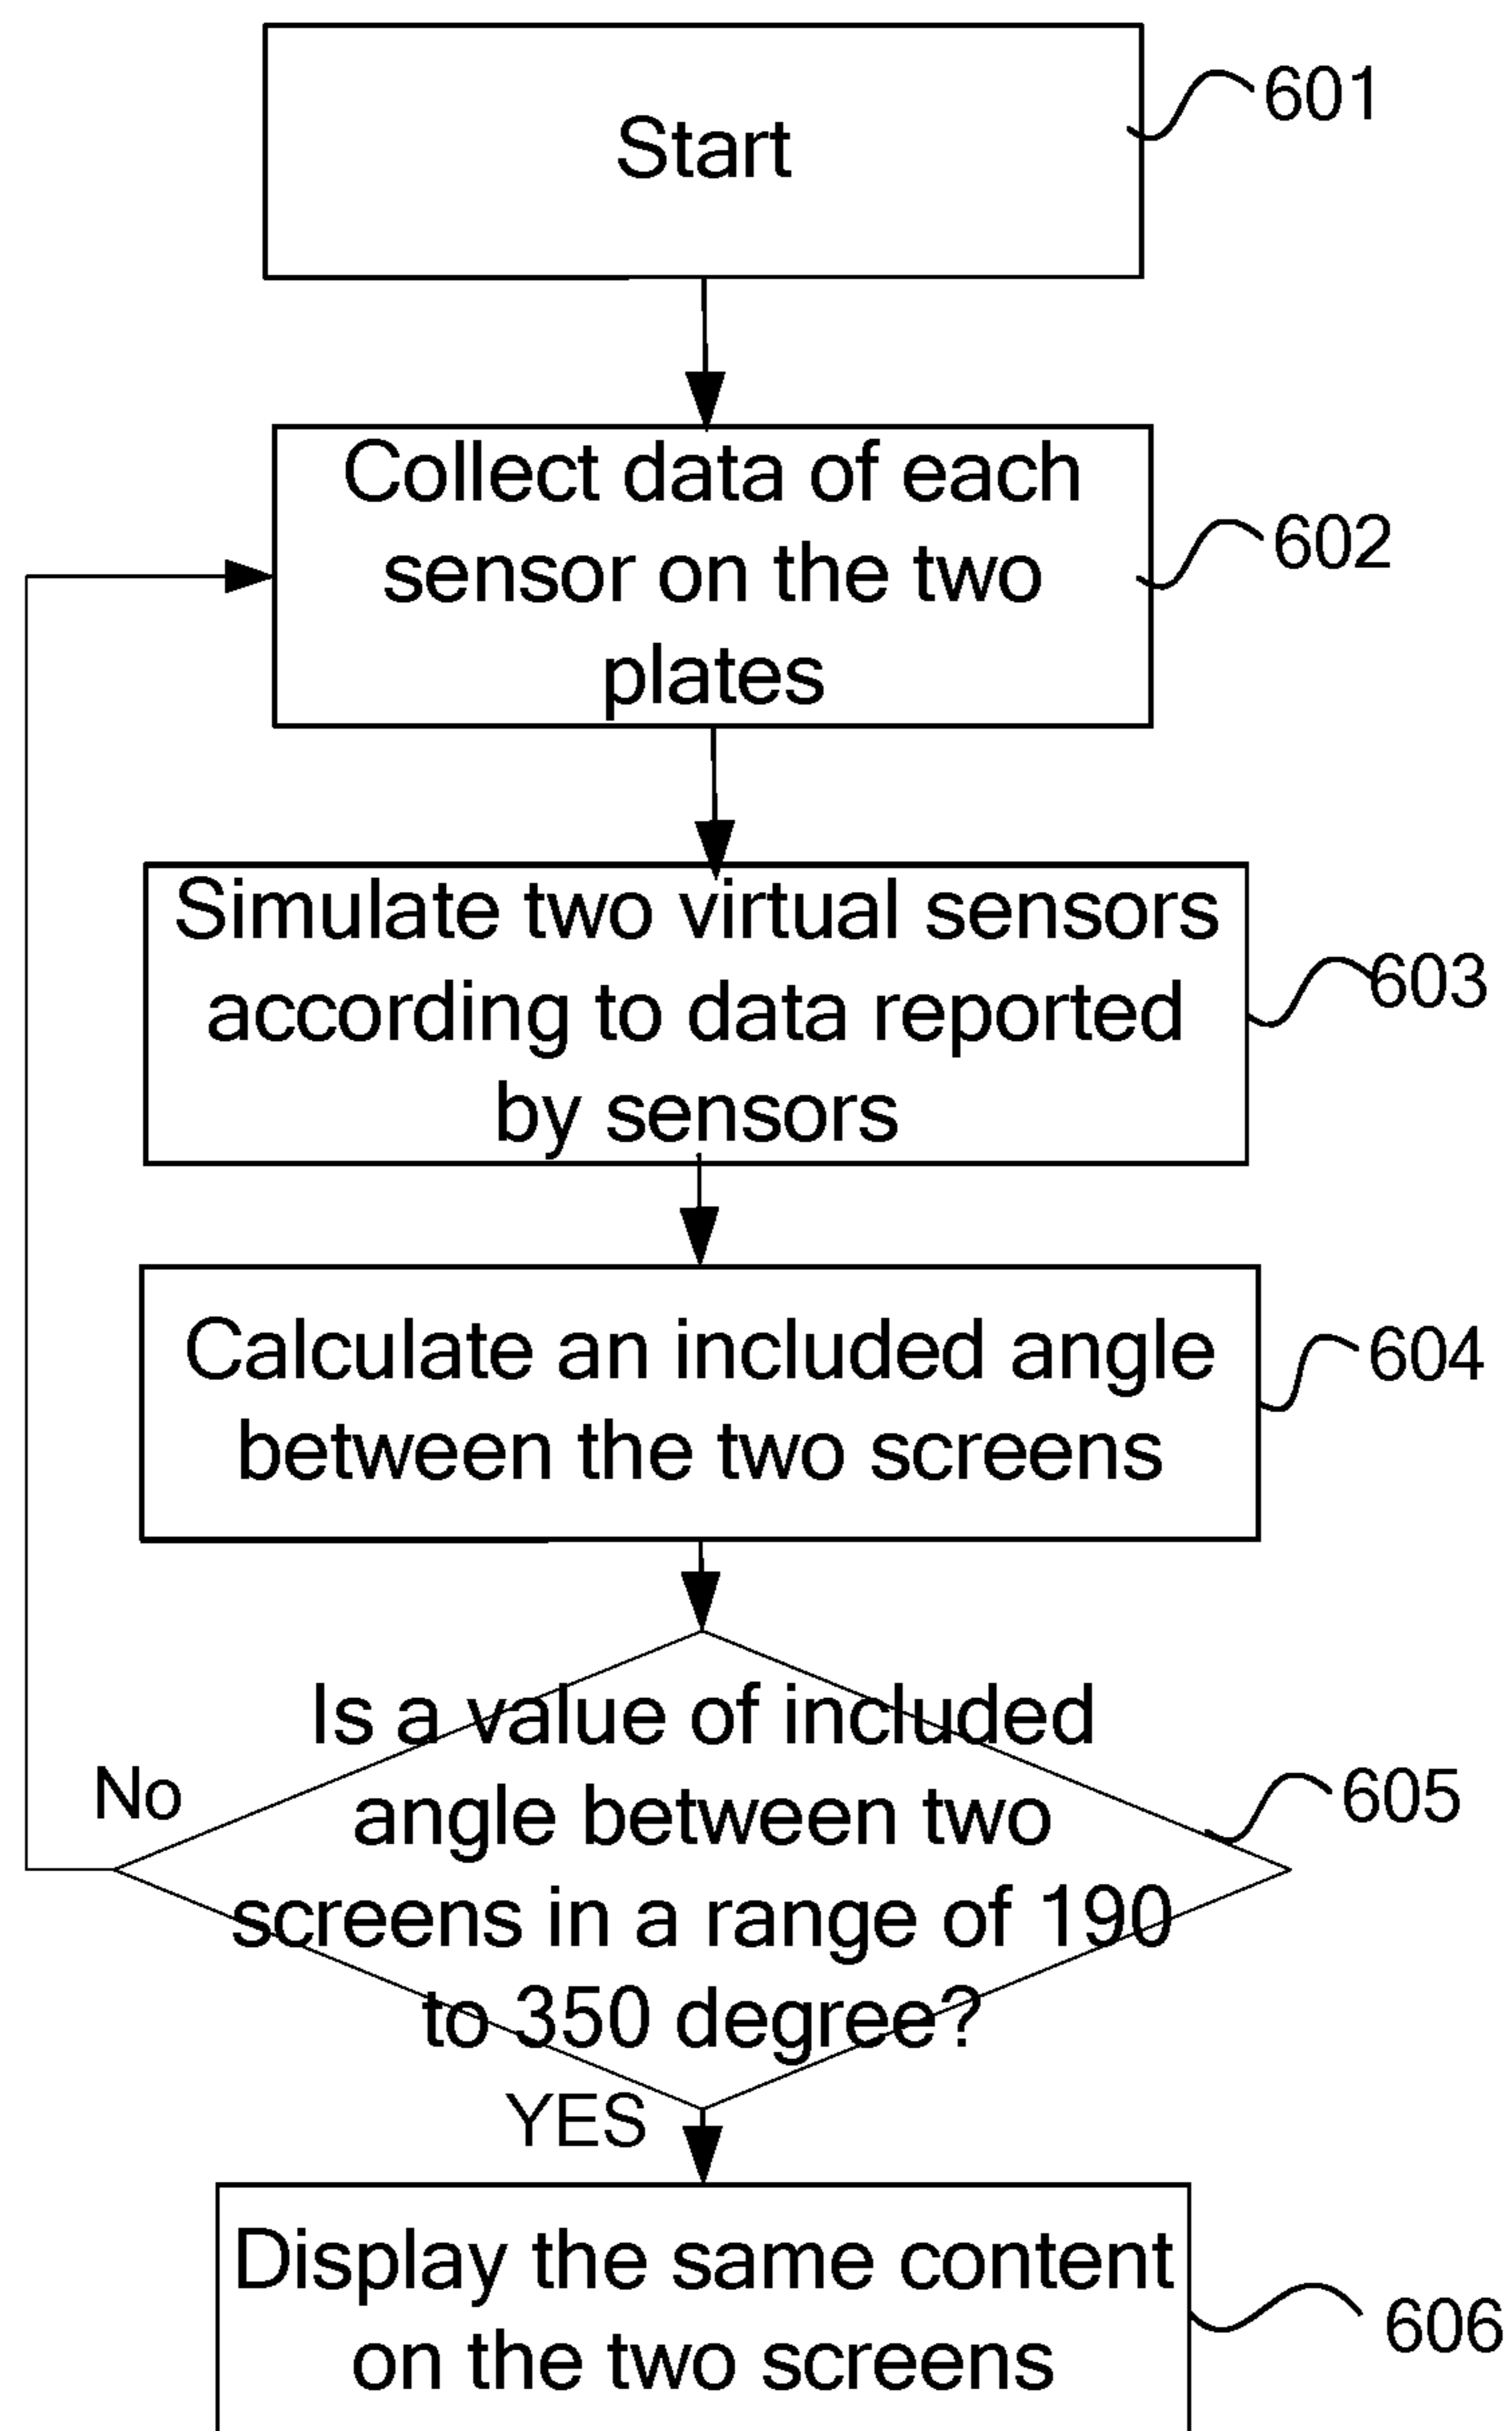 Start
601
Collect data of each
sensor on the two
plates
602
Simulate two virtual sensors
according to data reported
by sensors
603
Calculate an included angle
between the two screens
604
Is a value of included
angle between two
screens in a range of 190
to 350 degree?
605
No
YES
Display the same content
on the two screens
606